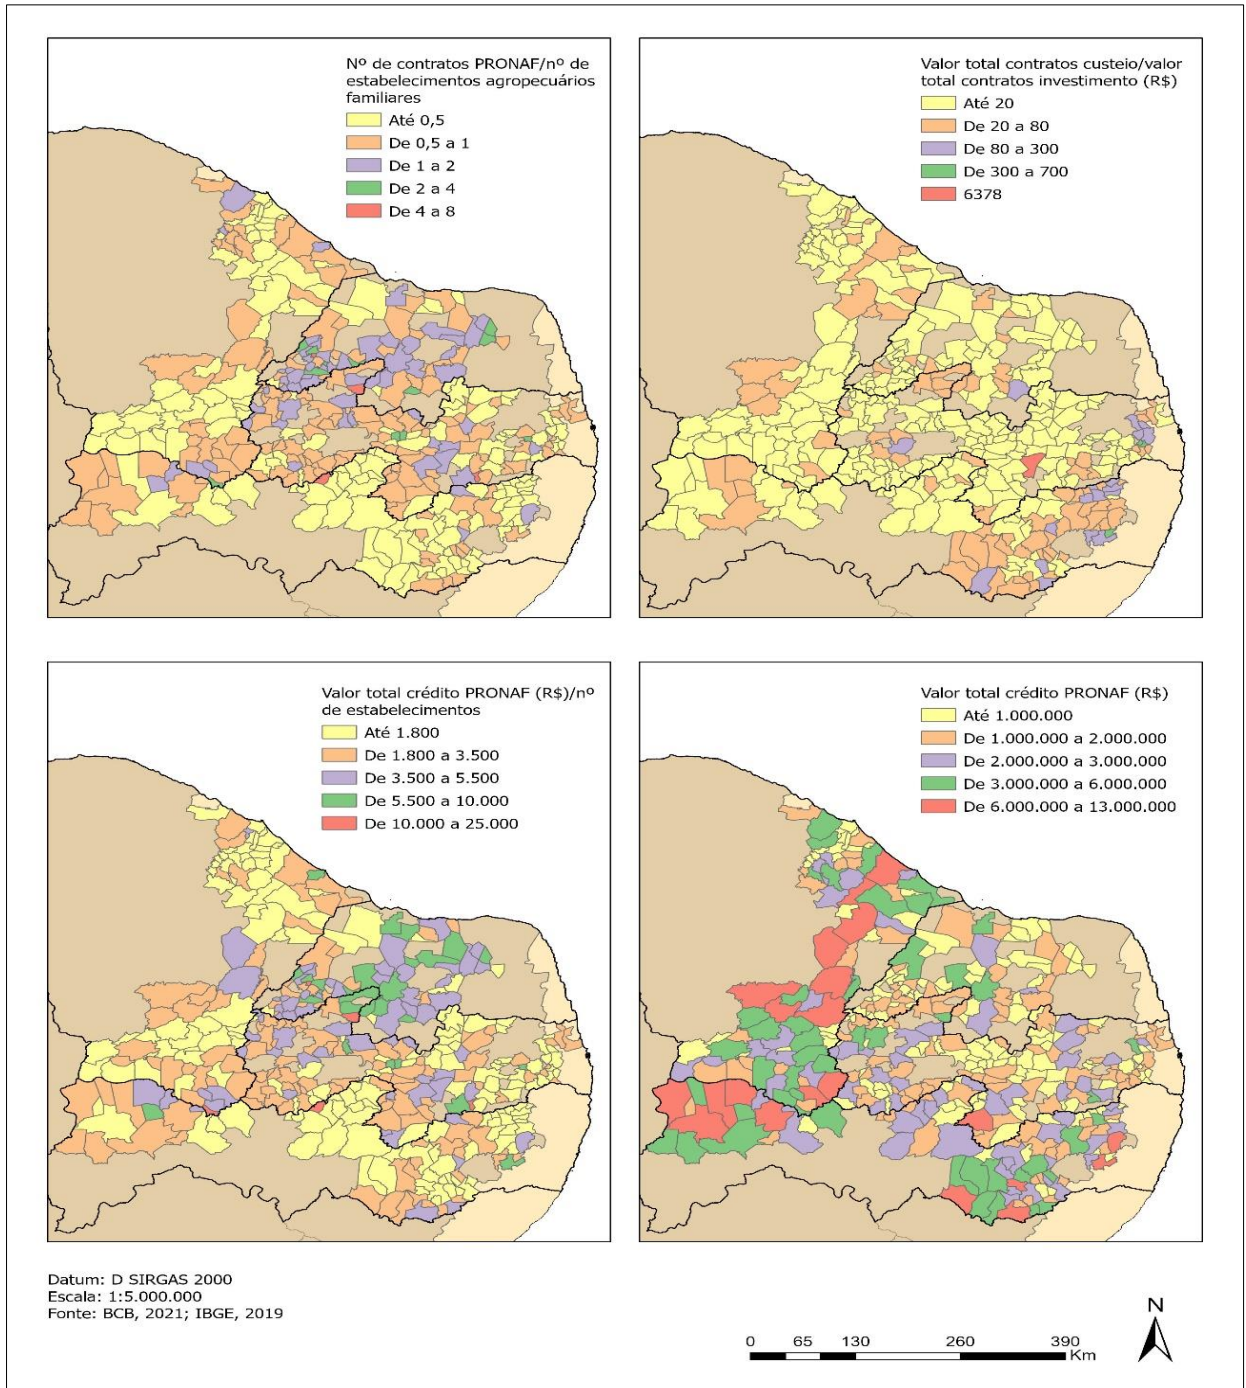 Nº de contratos PRONAF/nº de
estabelecimentos agropecuários
familiares
Até 0,5
De 0,5 a 1
De 1 a 2
De 2 a 4
De 4 a 8
Valor total contratos custeio/valor
total contratos investimento (R$)
Até 20
De 20 a 80
De 80 a 300
De 300 a 700
6378
Valor total crédito PRONAF (R$)/nº
de estabelecimentos
Até 1.800
De 1.800 a 3.500
De 3.500 a 5.500
De 5.500 a 10.000
De 10.000 a 25.000
Valor total crédito PRONAF (R$)
Até 1.000.000
De 1.000.000 a 2.000.000
De 2.000.000 a 3.000.000
De 3.000.000 a 6.000.000
De 6.000.000 a 13.000.000
Datum: D SIRGAS 2000
Escala: 1:5.000.000
Fonte: BCB, 2021; IBGE, 2019
N
0 65 130 260 390
Km